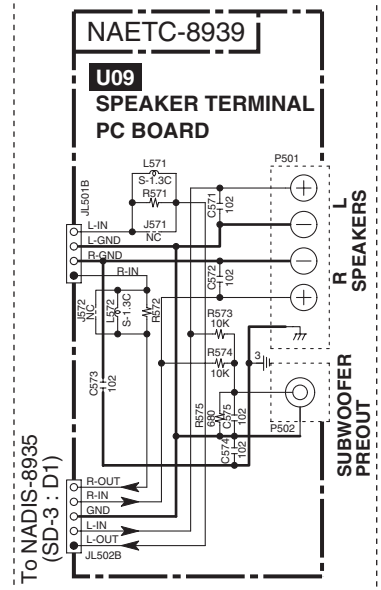 NAETC-8939
U09
SPEAKER TERMINAL
PC BOARD
L571
S-1.3C
R571
J571
NC
P501
JL501B
L-IN
L-GND
R-GND
R-IN
C571
102
C572
102
L
R
SPEAKERS
J572
NC
L572
S-1.3C
R572
R573
10K
R574
10K
C573
102
3
R575
680
C575
102
C574
102
P502
SUBWOOFER
PREOUT
To NADIS-8935
(SD-3 : D1)
R-OUT
R-IN
GND
L-IN
L-OUT
JL502B